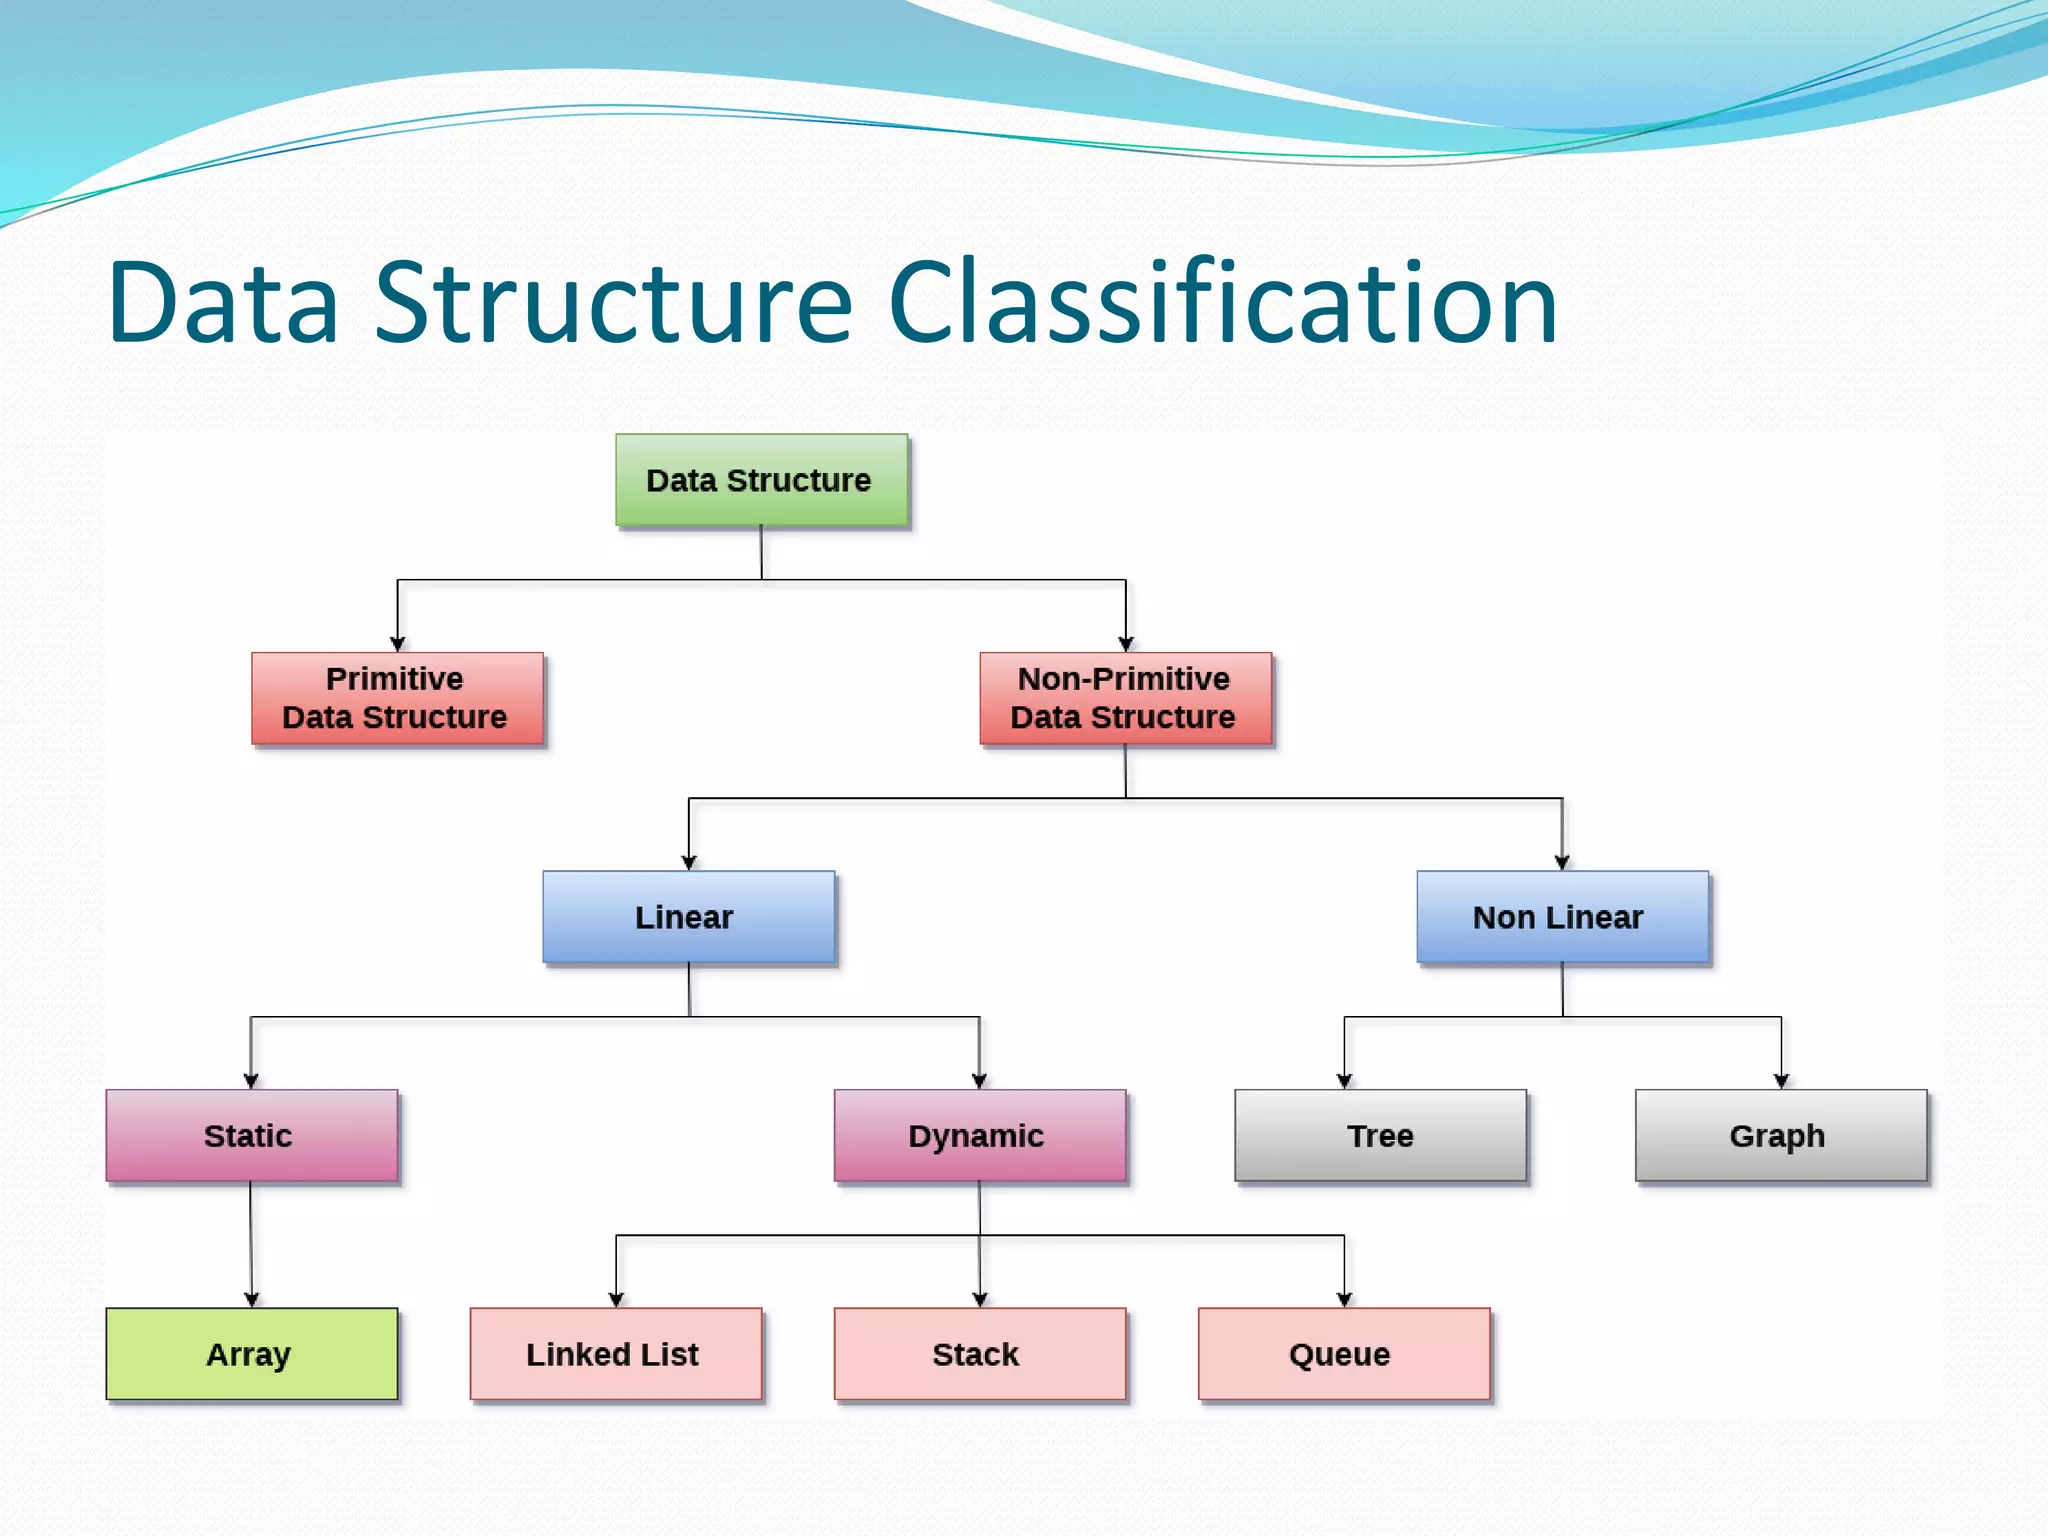 Data Structure Classification
Data Structure
Primitive
Data Structure
Non-Primitive
Data Structure
Linear
Non Linear
Static
Dynamic
Tree
Graph
Array
Linked List
Stack
Queue